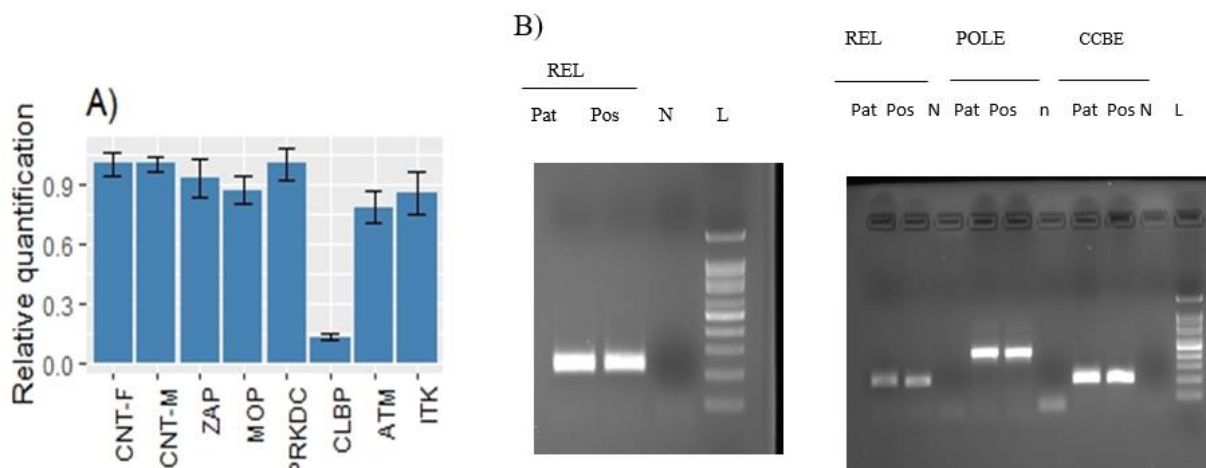 A)
Relative quantification
0.9
0.6
0.3
0.0
CNT-F
CNT-M
ZAP
MOP
PRKDC
CLBP
ATM
ITK
B)
REL
Pat Pos N L
REL POLE CCBE
Pat Pos N Pat Pos n Pat Pos N L